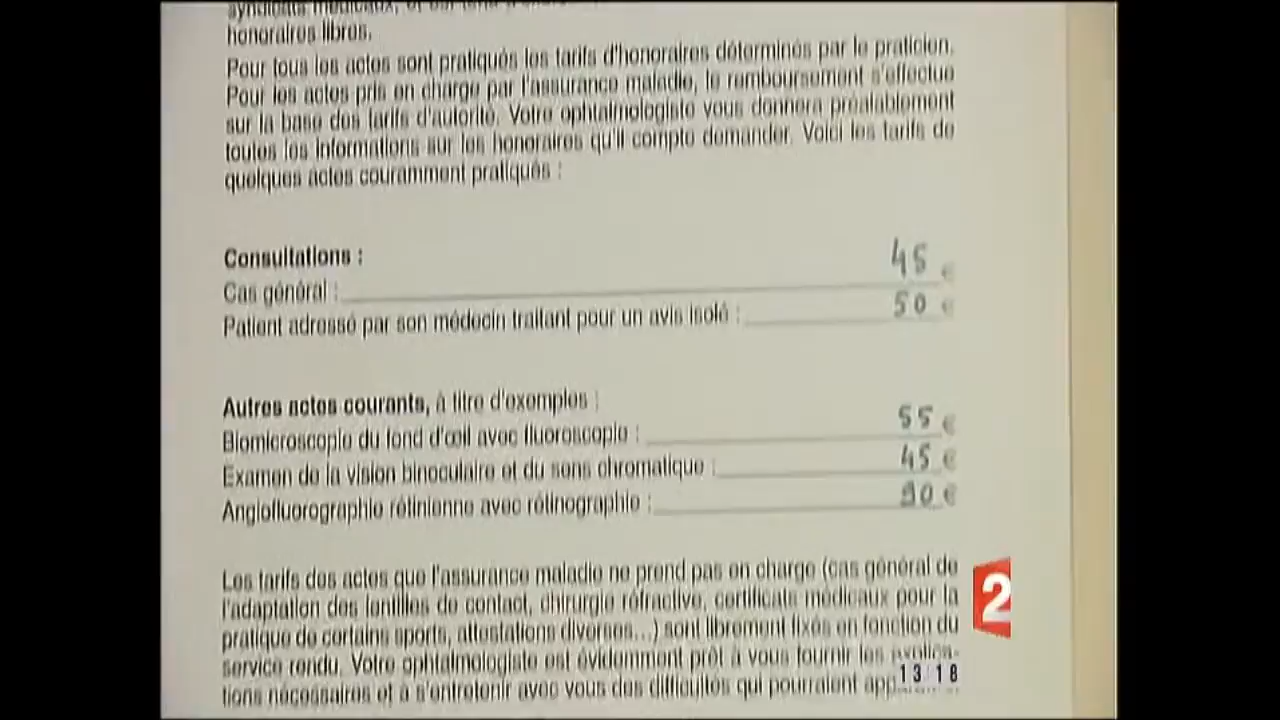 syndicats médicaux, et est tenu
honoraires libres.
Pour tous les actes sont pratiqués les tarifs d'honoraires déterminés par le praticien.
Pour les actes pris en charge par l'assurance maladie, le remboursement s'effectue
sur la base des tarifs d'autorité. Votre ophtalmologiste vous donnera préalablement
toutes les informations sur les honoraires qu'il compte demander. Voici les tarifs de
quelques actes couramment pratiqués :
Consultations :
Cas général : 45 €
Patient adressé par son médecin traitant pour un avis isolé : 50 €
Autres actes courants, à titre d'exemples :
Biomicroscopie du fond d'œil avec fluoroscopie : 55 €
Examen de la vision binoculaire et du sens chromatique : 45 €
Angiofluorographie rétinienne avec rétinographie : 90 €
Les tarifs des actes que l'assurance maladie ne prend pas en charge (cas général de
l'adaptation des lentilles de contact, chirurgie réfractive, certificats médicaux pour la
pratique de certains sports, attestations diverses...) sont librement fixés en fonction du
service rendu. Votre ophtalmologiste est évidemment prêt à vous fournir les explica-
tions nécessaires et à s'entretenir avec vous des difficultés qui pourraient app
2
13 18